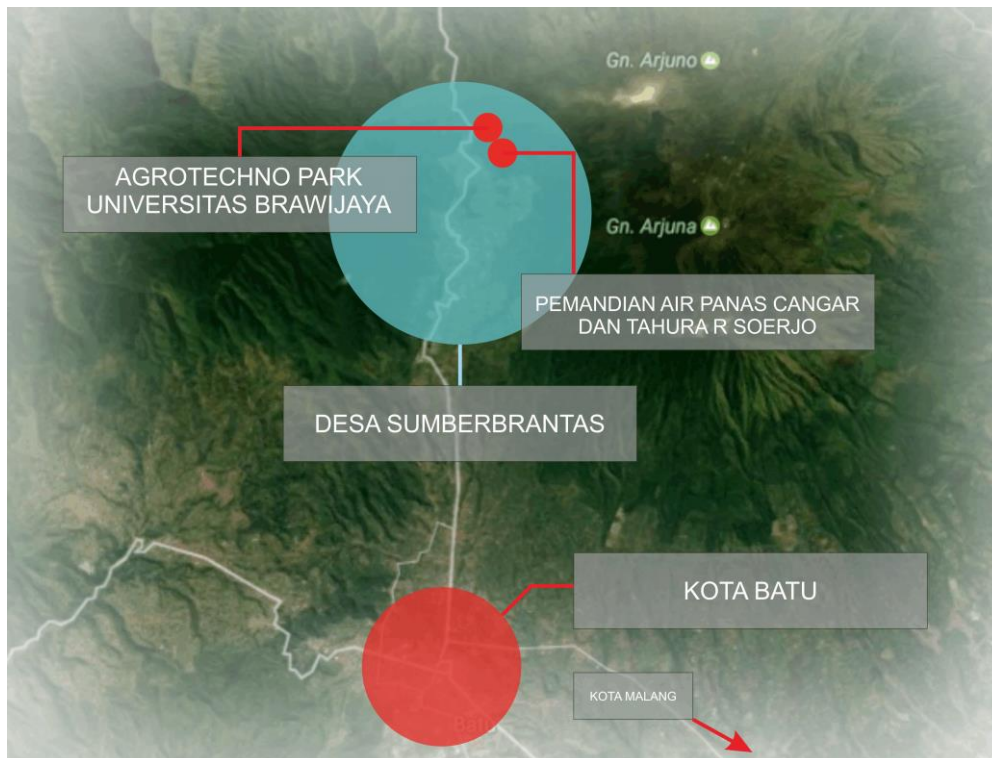 Gn. Arjuno
AGROTECHNO PARK
UNIVERSITAS BRAWIJAYA
Gn. Arjuna
PEMANDIAN AIR PANAS CANGAR
DAN TAHURA R SOERJO
DESA SUMBERBRANTAS
KOTA BATU
KOTA MALANG
Batu